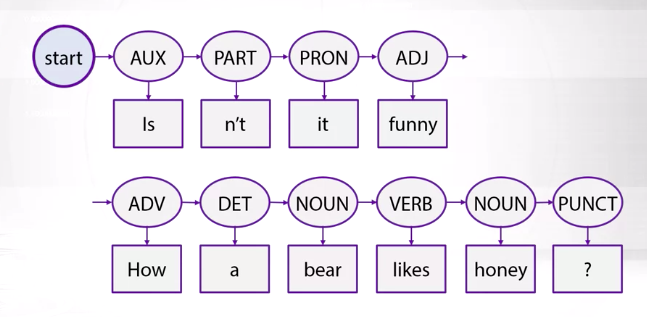 start AUX PART PRON ADJ
Is n't it funny
ADV DET NOUN VERB NOUN PUNCT
How a bear likes honey ?